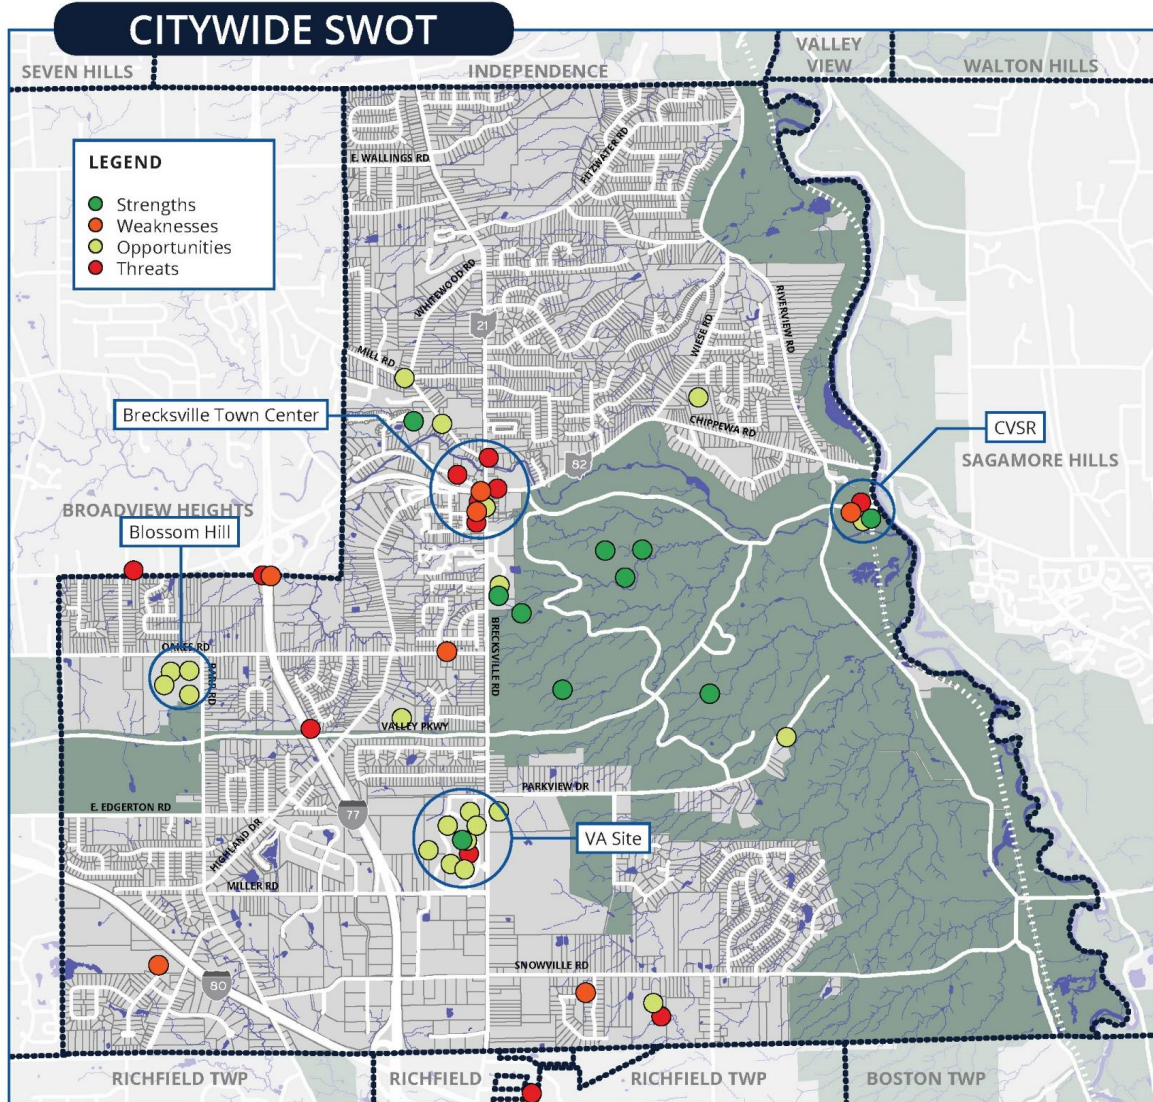 CITYWIDE SWOT
SEVEN HILLS
INDEPENDENCE
VALLEY
VIEW
WALTON HILLS
LEGEND
Strengths
Weaknesses
Opportunities
Threats
E. WALLINGS RD
FITZWATER RD
WHITEWOOD RD
21
RIVERVIEW RD
WIESE RD
MILL RD
Brecksville Town Center
CHIPPEWA RD
CVSR
82
SAGAMORE HILLS
BROADVIEW HEIGHTS
Blossom Hill
OAKES RD
BARR RD
BRECKSVILLE RD
VALLEY PKWY
PARKVIEW DR
E. EDGERTON RD
77
HIGHLAND DR
VA Site
MILLER RD
SNOWVILLE RD
80
RICHFIELD TWP
RICHFIELD
RICHFIELD TWP
BOSTON TWP